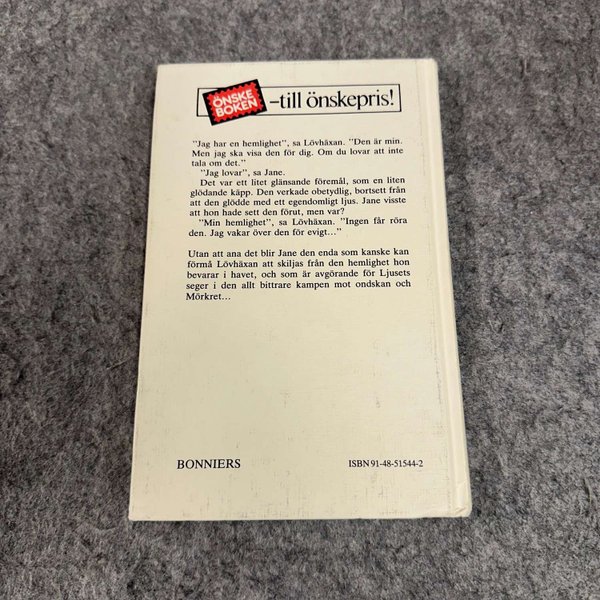 ÖNSKE
BOKEN
–till önskepris!
"Jag har en hemlighet", sa Lövhäxan. "Den är min.
Men jag ska visa den för dig. Om du lovar att inte
tala om det."
"Jag lovar", sa Jane.
Det var ett litet glänsande föremål, som en liten
glödande käpp. Den verkade obetydlig, bortsett från
att den glödde med ett egendomligt ljus. Jane visste
att hon hade sett den förut, men var?
"Min hemlighet", sa Lövhäxan. "Ingen får röra
den. Jag vakar över den för evigt..."
Utan att ana det blir Jane den enda som kanske kan
förmå Lövhäxan att skiljas från den hemlighet hon
bevarar i havet, och som är avgörande för Ljusets
seger i den allt bittrare kampen mot ondskan och
Mörkret...
BONNIERS
ISBN 91-48-51544-2